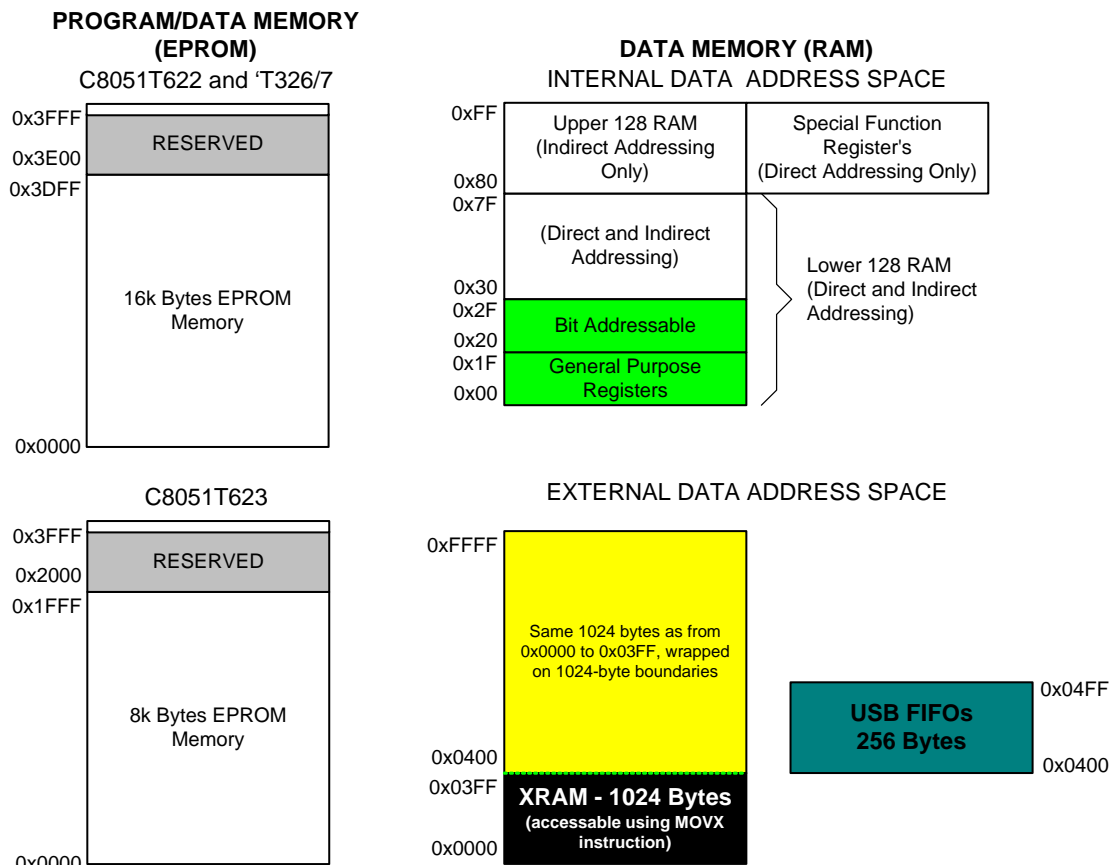 PROGRAM/DATA MEMORY
(EPROM)
C8051T622 and ‘T326/7
0x3FFF
RESERVED
0x3E00
0x3DFF
16k Bytes EPROM
Memory
0x0000
C8051T623
0x3FFF
RESERVED
0x2000
0x1FFF
8k Bytes EPROM
Memory
0x0000
DATA MEMORY (RAM)
INTERNAL DATA ADDRESS SPACE
0xFF
Upper 128 RAM
(Indirect Addressing
Only)
Special Function
Register's
(Direct Addressing Only)
0x80
0x7F
(Direct and Indirect
Addressing)
0x30
Lower 128 RAM
(Direct and Indirect
Addressing)
0x2F
Bit Addressable
0x20
0x1F
General Purpose
Registers
0x00
EXTERNAL DATA ADDRESS SPACE
0xFFFF
Same 1024 bytes as from
0x0000 to 0x03FF, wrapped
on 1024-byte boundaries
0x0400
0x03FF
XRAM - 1024 Bytes
(accessable using MOVX
instruction)
0x0000
0x04FF
USB FIFOs
256 Bytes
0x0400